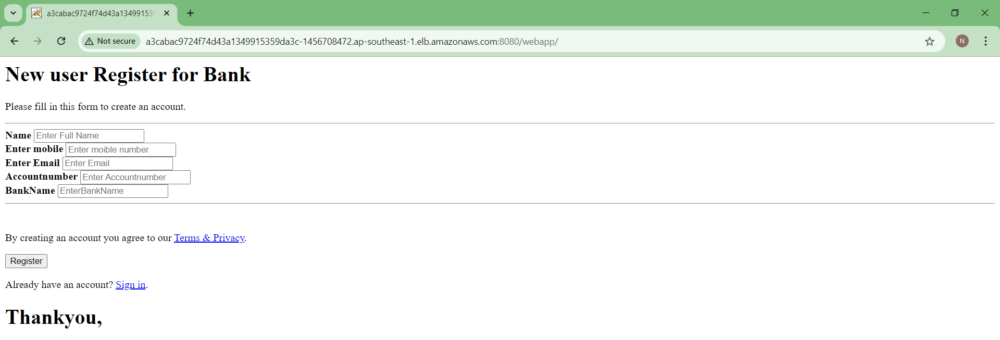 a3cabac9724f74d43a134991535
Not secure
a3cabac9724f74d43a1349915359da3c-1456708472.ap-southeast-1.elb.amazonaws.com:8080/webapp/
N
New user Register for Bank
Please fill in this form to create an account.
Name Enter Full Name
Enter mobile Enter moible number
Enter Email Enter Email
Accountnumber Enter Accountnumber
BankName EnterBankName
By creating an account you agree to our Terms & Privacy.
Register
Already have an account? Sign in.
Thankyou,